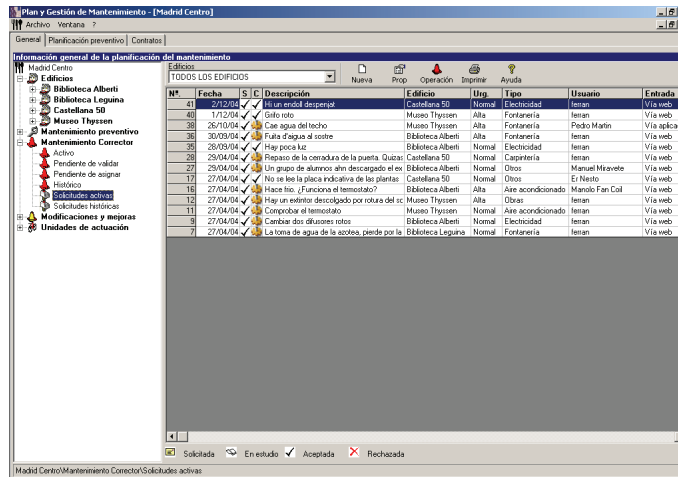 Plan y Gestión de Mantenimiento - [Madrid Centro]
Archivo Ventana ?
General Planificación preventivo Contratos
Información general de la planificación del mantenimiento
Madrid Centro
Edificios
Biblioteca Alberti
Biblioteca Leguina
Castellana 50
Museo Thyssen
Mantenimiento preventivo
Mantenimiento Corrector
Activo
Pendiente de validar
Pendiente de asignar
Histórico
Solicitudes activas
Solicitudes históricas
Modificaciones y mejoras
Unidades de actuación
Edificios
TODOS LOS EDIFICIOS
Nueva Prop Operación Imprimir Ayuda
Nº. Fecha S C Descripción Edificio Urg. Tipo Usuario Entrada
41 2/12/04 Hi un endoll despenjat Castellana 50 Normal Electricidad ferran Vía web
40 1/12/04 Grifo roto Museo Thyssen Alta Fontanería ferran Vía web
38 26/10/04 Cae agua del techo Museo Thyssen Alta Fontanería Pedro Martin Vía aplica
36 30/09/04 Fuita d'aigua al sostre Biblioteca Alberti Alta Fontanería ferran Vía web
35 28/09/04 Hay poca luz Biblioteca Alberti Normal Electricidad ferran Vía web
28 29/04/04 Repaso de la cerradura de la puerta. Quizas Castellana 50 Normal Carpintería ferran Vía web
27 29/04/04 Un grupo de alumnos ahn descargado el ex Biblioteca Alberti Normal Otros Manuel Miravete Vía web
17 27/04/04 No se lee la placa indicativa de las plantas Castellana 50 Normal Otros Er Nesto Vía web
16 27/04/04 Hace frio. ¿Funciona el termostato? Biblioteca Alberti Alta Aire acondicionado Manolo Fan Coil Vía web
12 27/04/04 Hay un extintor descolgado por rotura del sc Museo Thyssen Alta Obras ferran Vía web
11 27/04/04 Comprobar el termostato Museo Thyssen Normal Aire acondicionado ferran Vía web
9 27/04/04 Cambiar dos difusores rotos Biblioteca Alberti Normal Electricidad ferran Vía web
7 27/04/04 La toma de agua de la azotea, pierde por la Biblioteca Leguina Normal Fontanería ferran Vía web
Solicitada En estudio Aceptada Rechazada
Madrid Centro\Mantenimiento Corrector\Solicitudes activas